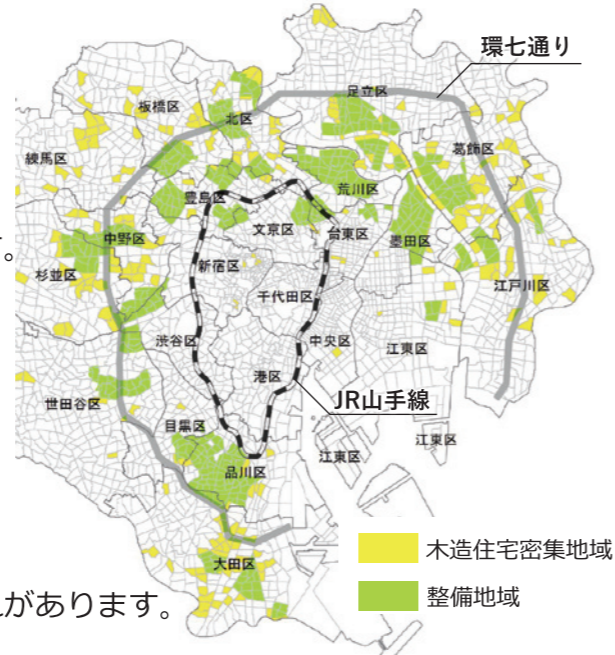 環七通り
足立区
板橋区
北区
葛飾区
練馬区
荒川区
豊島区
文京区
台東区
墨田区
中野区
す。
新宿区
杉並区
千代田区
江戸川区
渋谷区
中央区
江東区
港区
JR山手線
世田谷区
目黒区
江東区
江東区
品川区
木造住宅密集地域
大田区
整備地域
があります。